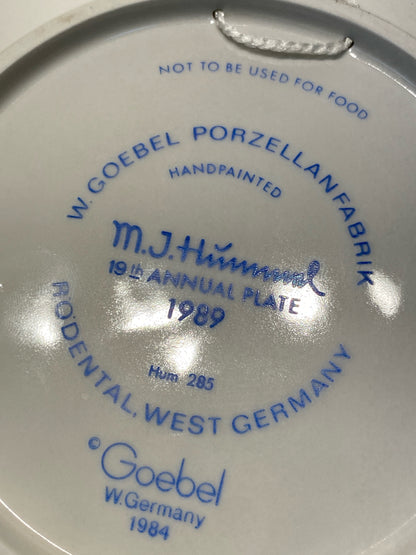 NOT TO BE USED FOR FOOD
W. GOEBEL PORZELLANFABRIK
HANDPAINTED
M.J.Hummel
19th ANNUAL PLATE
1989
Hum 285
RÖDENTAL, WEST GERMANY
© Goebel
W.Germany
1984